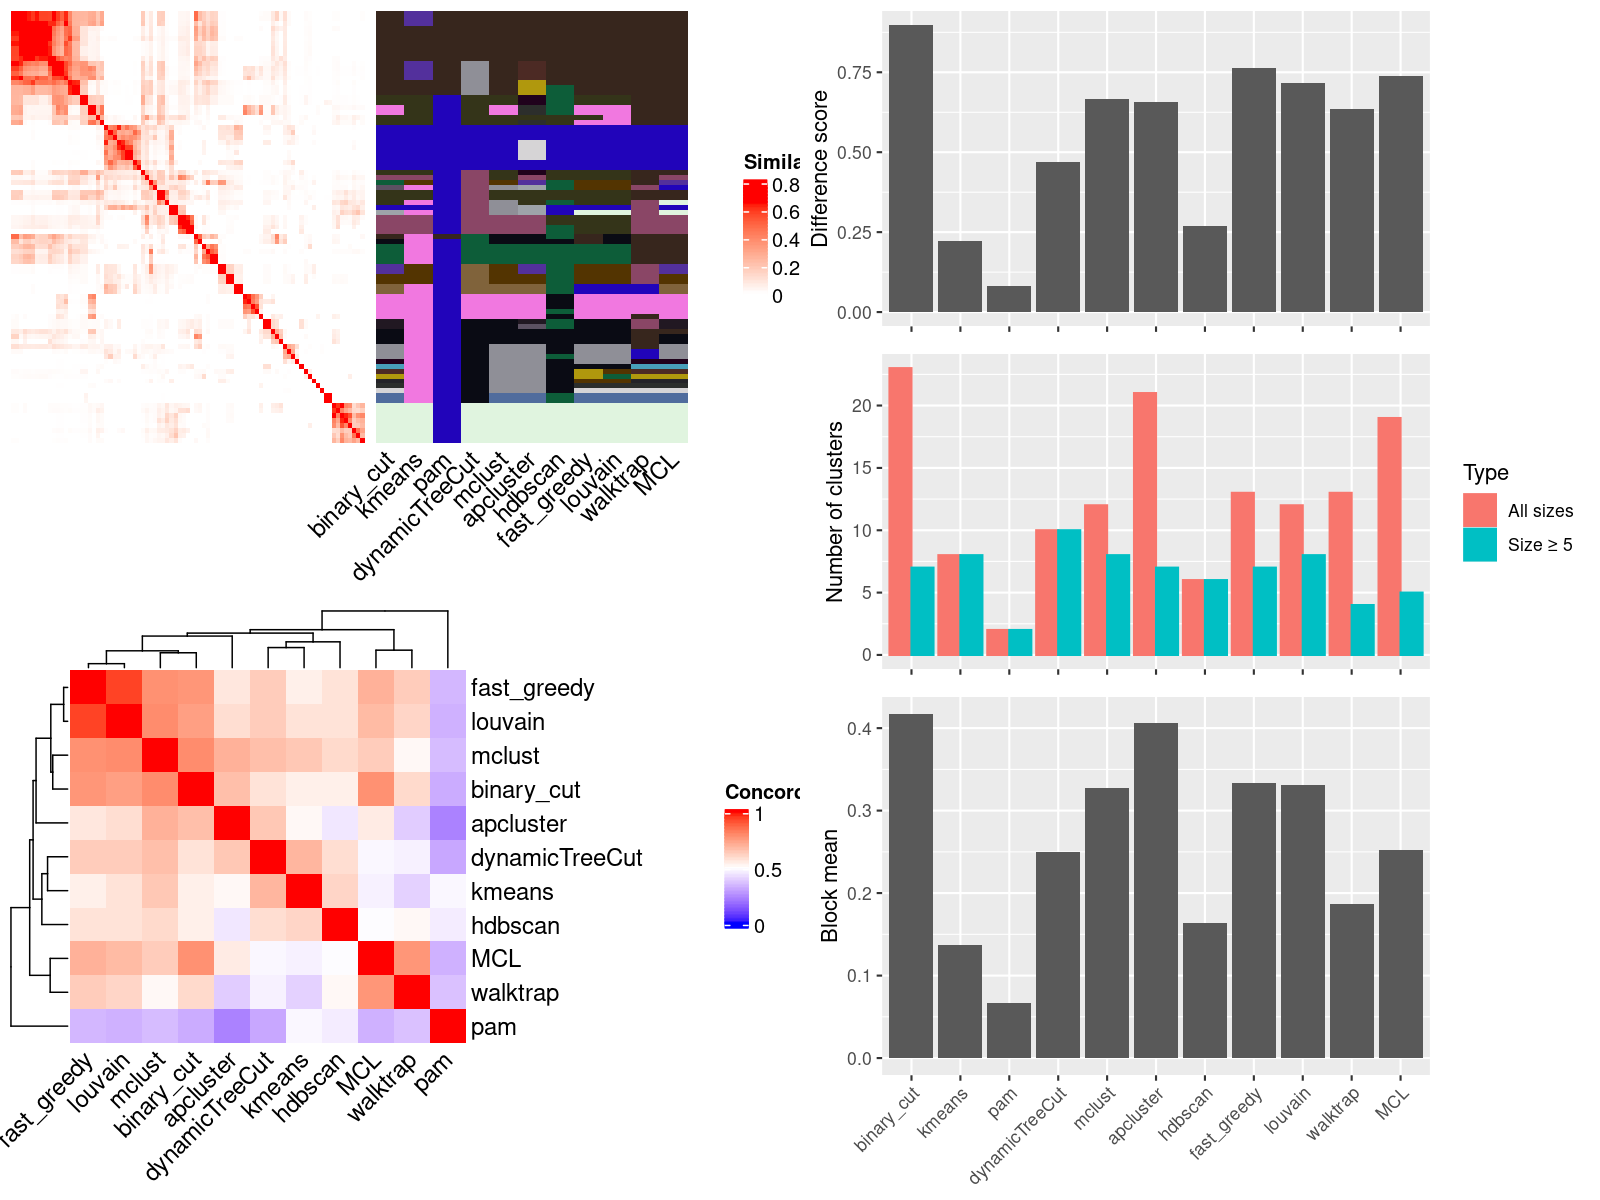 Simila
0.8
0.6
0.4
0.2
0
binary_cut
kmeans
pam
dynamicTreeCut
mclust
apcluster
hdbscan
fast_greedy
louvain
walktrap
MCL
fast_greedy
louvain
mclust
binary_cut
apcluster
dynamicTreeCut
kmeans
hdbscan
MCL
walktrap
pam
fast_greedy
louvain
mclust
binary_cut
apcluster
dynamicTreeCut
kmeans
hdbscan
MCL
walktrap
pam
Concord
1
0.5
0
Difference score
0.75
0.50
0.25
0.00
Number of clusters
20
15
10
5
0
Type
All sizes
Size ≥ 5
Block mean
0.4
0.3
0.2
0.1
0.0
binary_cut
kmeans
pam
dynamicTreeCut
mclust
apcluster
hdbscan
fast_greedy
louvain
walktrap
MCL